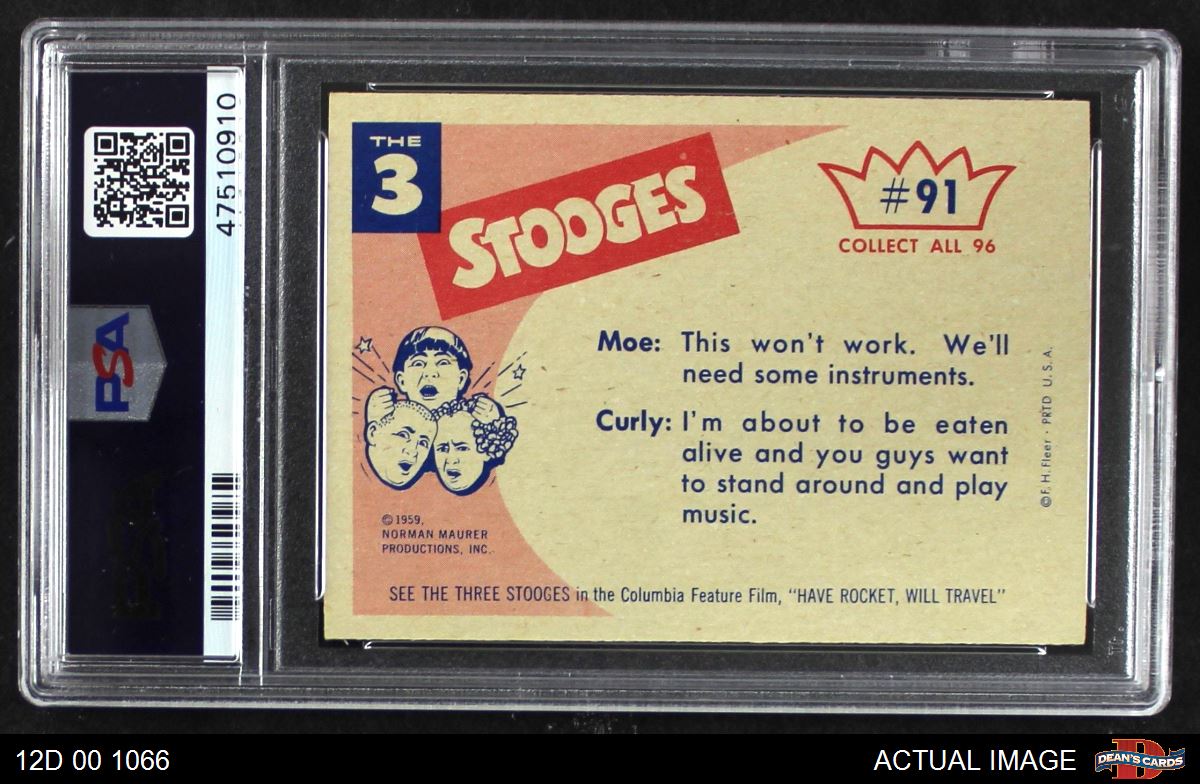 47510910
PSA
THE
3
STOOGES
#91
COLLECT ALL 96
Moe: This won't work. We'll
need some instruments.
Curly: I'm about to be eaten
alive and you guys want
to stand around and play
music.
©F.H.Fleer · PRTD U.S.A.
©1959,
NORMAN MAURER
PRODUCTIONS, INC.
SEE THE THREE STOOGES in the Columbia Feature Film, "HAVE ROCKET, WILL TRAVEL"
12D 00 1066
ACTUAL IMAGE
D
DEAN'S CARDS